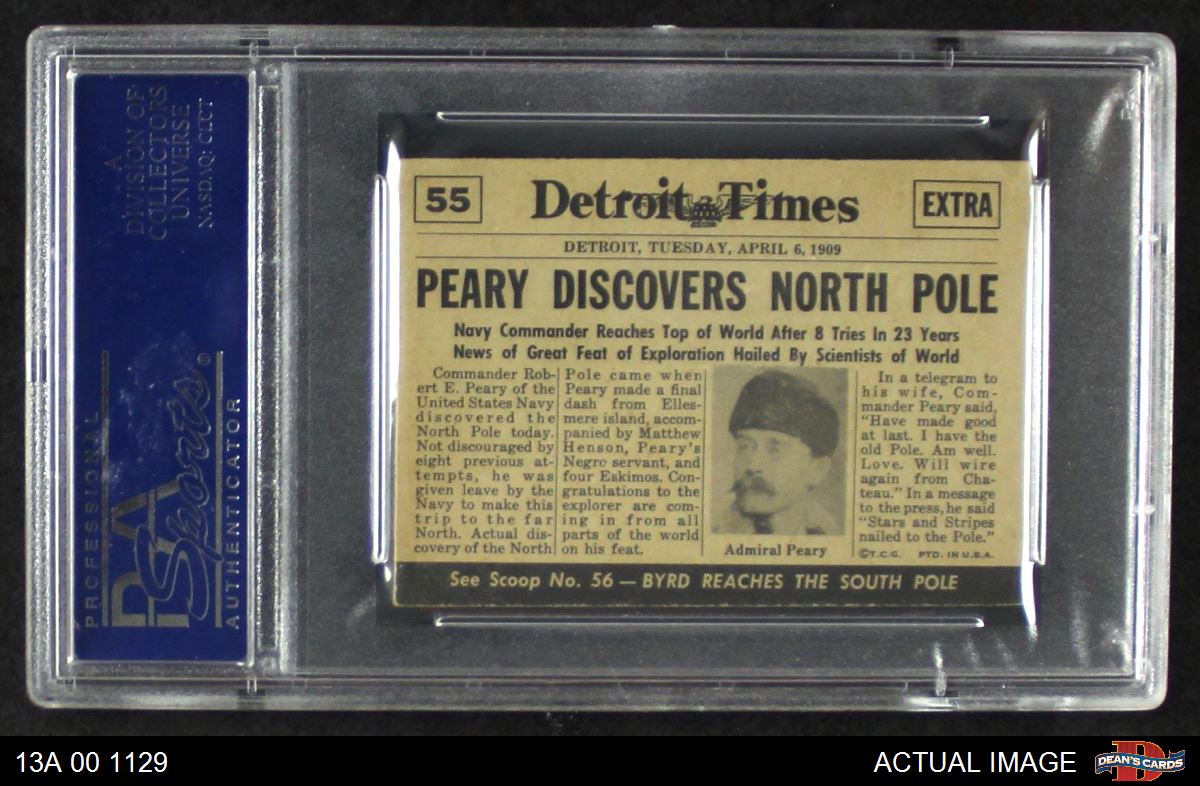 A
DIVISION OF
COLLECTORS
UNIVERSE
NASDAQ: CLCT
PROFESSIONAL
PSA
Sports®
AUTHENTICATOR
55
Detroit Times
EXTRA
DETROIT, TUESDAY, APRIL 6, 1909
PEARY DISCOVERS NORTH POLE
Navy Commander Reaches Top of World After 8 Tries In 23 Years
News of Great Feat of Exploration Hailed By Scientists of World
Commander Rob-
ert E. Peary of the
United States Navy
discovered the
North Pole today.
Not discouraged by
eight previous at-
tempts, he was
given leave by the
Navy to make this
trip to the far
North. Actual dis-
covery of the North
Pole came when
Peary made a final
dash from Elles-
mere island, accom-
panied by Matthew
Henson, Peary's
Negro servant, and
four Eskimos. Con-
gratulations to the
explorer are com-
ing in from all
parts of the world
on his feat.
Admiral Peary
In a telegram to
his wife, Com-
mander Peary said,
"Have made good
at last. I have the
old Pole. Am well.
Love. Will wire
again from Cha-
teau." In a message
to the press, he said
"Stars and Stripes
nailed to the Pole."
©T.C.G. PTD. IN U.S.A.
See Scoop No. 56 — BYRD REACHES THE SOUTH POLE
13A 00 1129
ACTUAL IMAGE
DEAN'S CARDS